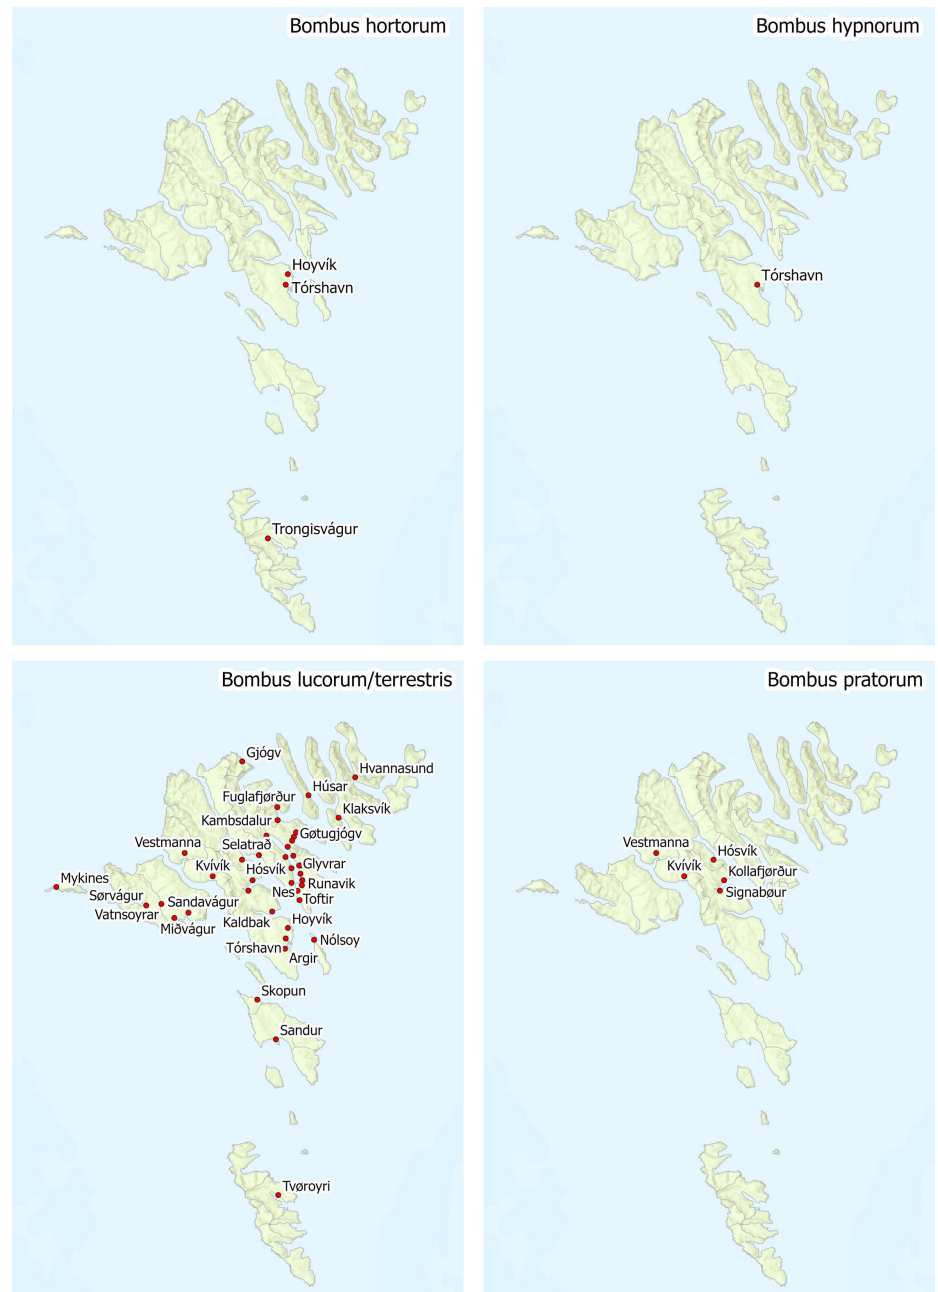 Bombus hortorum
Hoyvík
Tórshavn
Trongisvágur
Bombus hypnorum
Tórshavn
Bombus lucorum/terrestris
Gjógv
Hvannasund
Húsar
Fuglafjørður
Klaksvík
Kambsdalur
Gøtugjógv
Vestmanna
Selatrað
Glyvrar
Kvívík
Hósvík
Mykines
Runavik
Nes
Sørvágur
Sandavágur
Toftir
Vatnsoyrar
Kaldbak
Miðvágur
Hoyvík
Nólsoy
Tórshavn
Argir
Skopun
Sandur
Tvøroyri
Bombus pratorum
Vestmanna
Hósvík
Kvívík
Kollafjørður
Signabøur